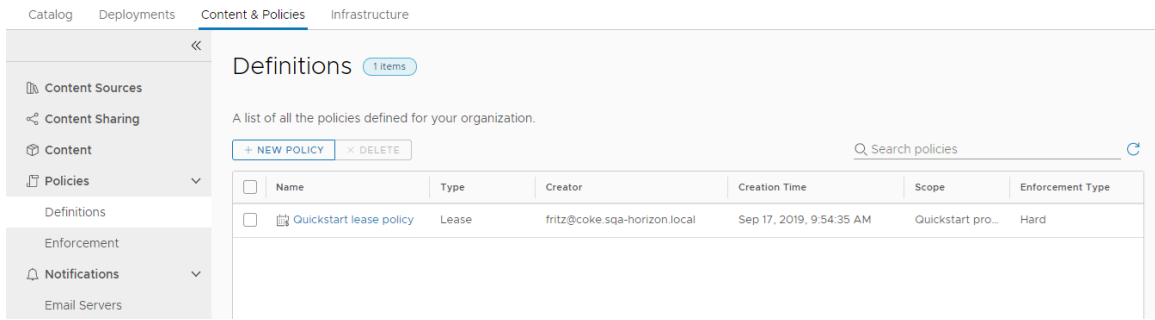 Catalog Deployments Content & Policies Infrastructure
Definitions 1 items
Content Sources
Content Sharing
A list of all the policies defined for your organization.
Content
+ NEW POLICY × DELETE Search policies
Policies
Name Type Creator Creation Time Scope Enforcement Type
Definitions
Quickstart lease policy Lease fritz@coke.sqa-horizon.local Sep 17, 2019, 9:54:35 AM Quickstart pro... Hard
Enforcement
Notifications
Email Servers